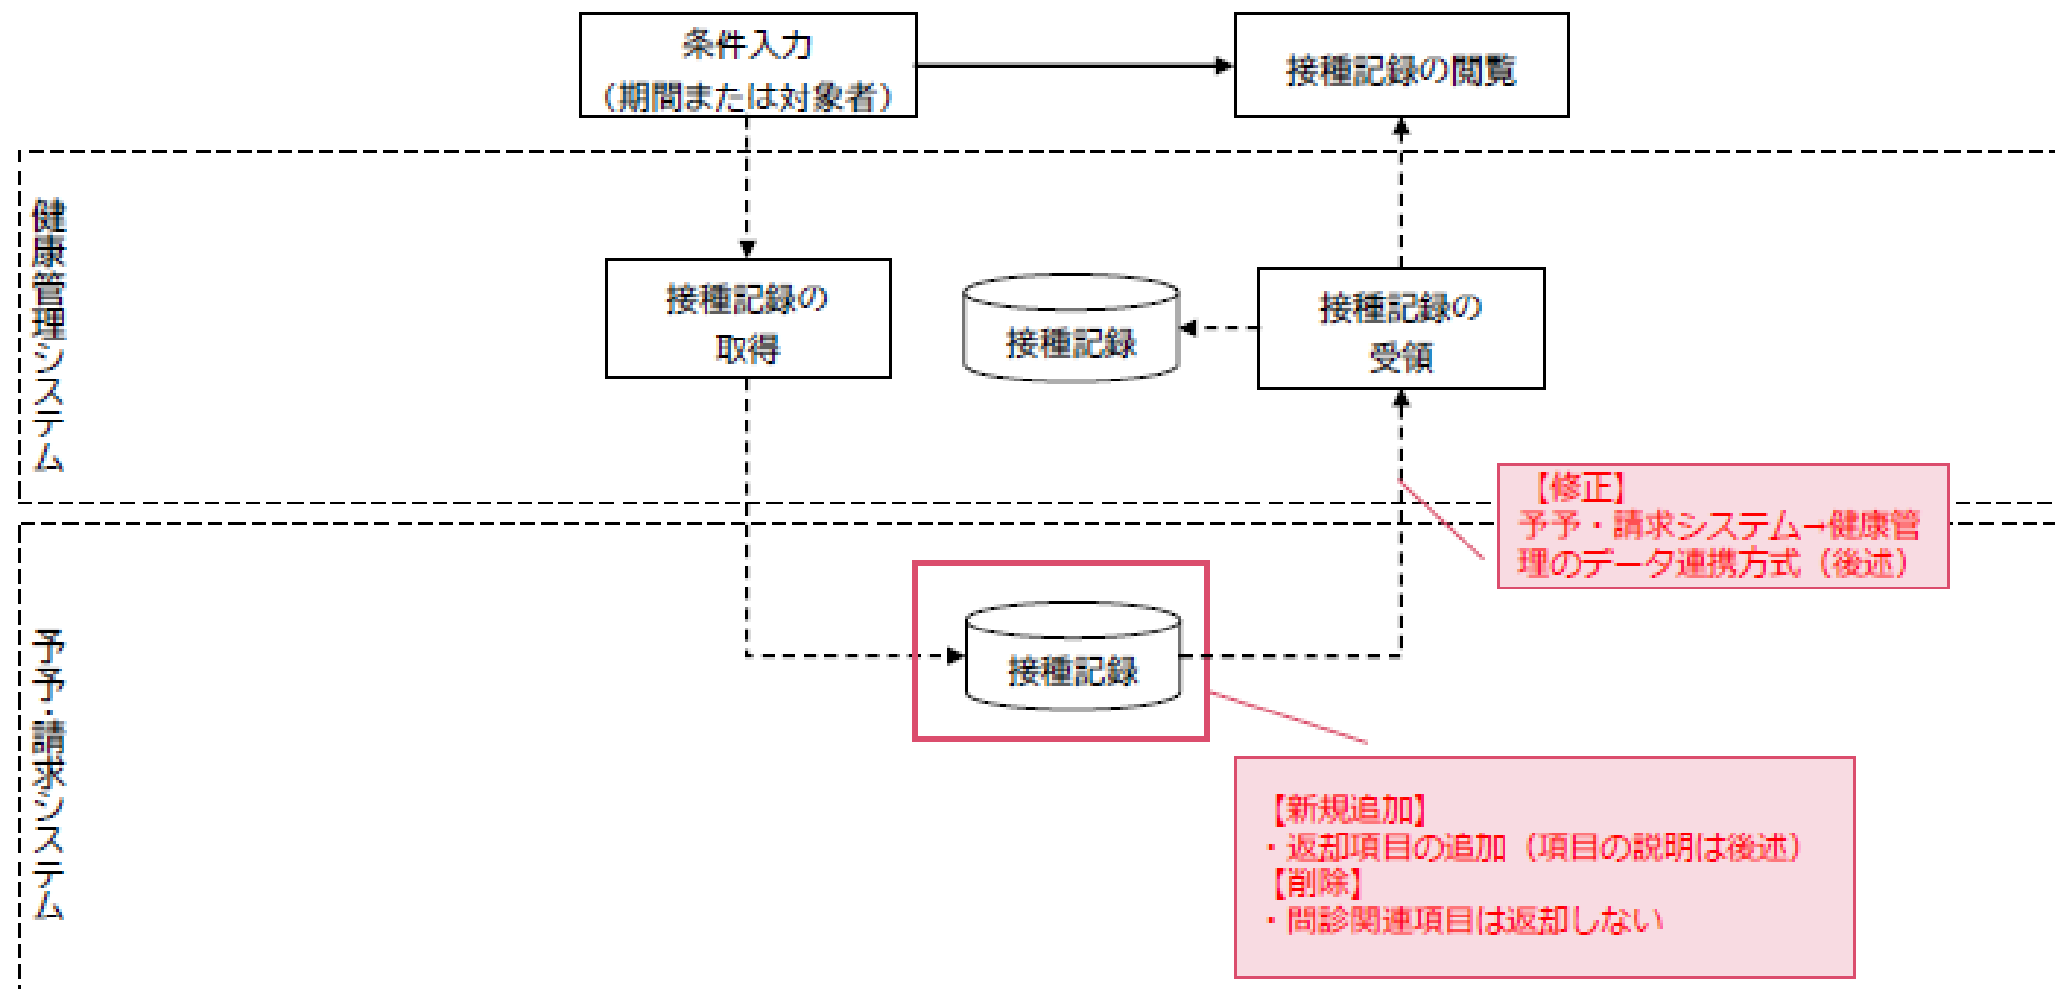 条件入力
（期間または対象者）
接種記録の閲覧
健康管理システム
接種記録の
取得
接種記録
接種記録の
受領
【修正】
予予・請求システム→健康管
理のデータ連携方式（後述）
予予・請求システム
接種記録
【新規追加】
・返却項目の追加（項目の説明は後述）
【削除】
・問診関連項目は返却しない